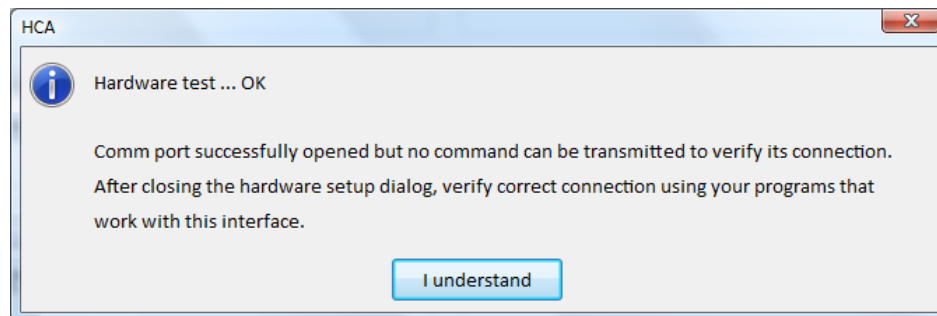 HCA
Hardware test ... OK
Comm port successfully opened but no command can be transmitted to verify its connection.
After closing the hardware setup dialog, verify correct connection using your programs that
work with this interface.
I understand